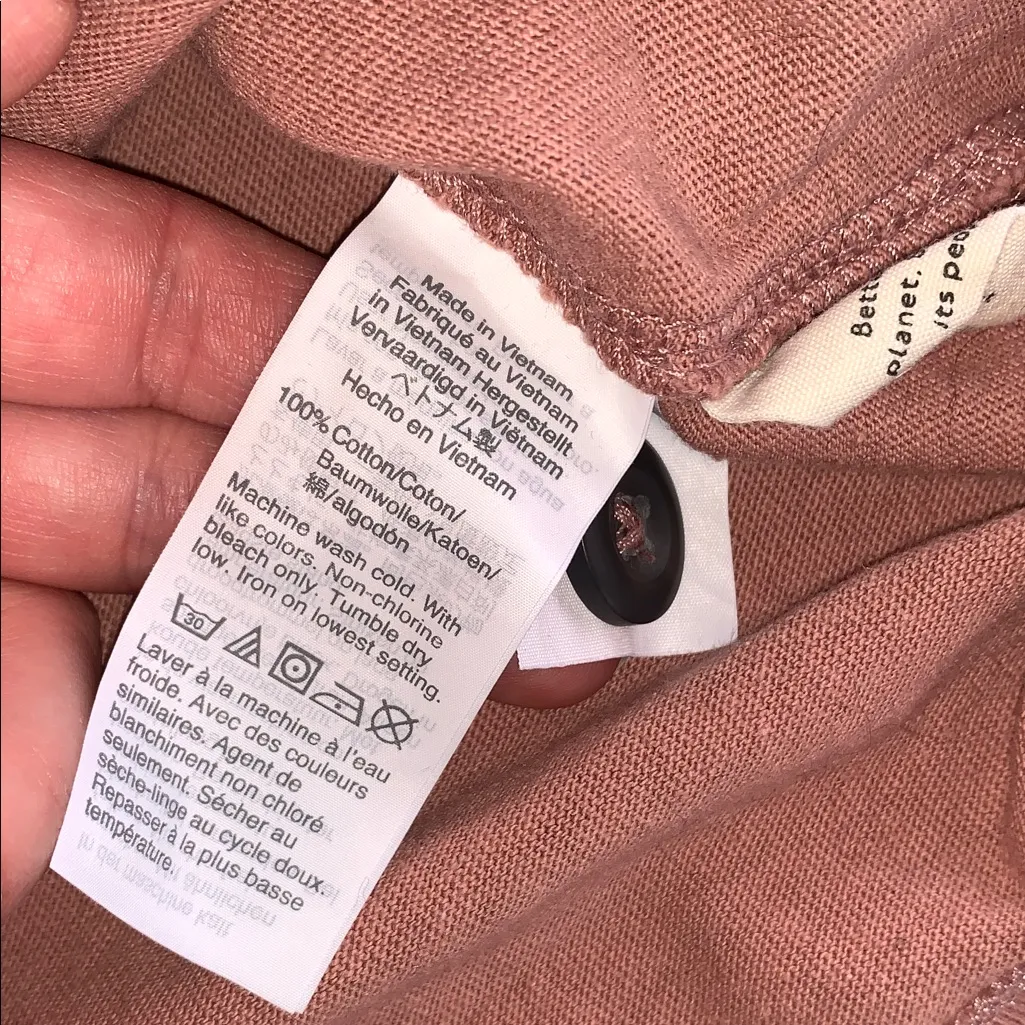 Made in Vietnam
Fabriqué au Vietnam
in Vietnam Hergestellt
Vervaardigd in Viëtnam
ベトナム製
Hecho en Vietnam
100% Cotton/Coton/
Baumwolle/Katoen/
綿/algodón
Machine wash cold. With
like colors. Non-chlorine
bleach only. Tumble dry
low. Iron on lowest setting.
30
Laver à la machine à l'eau
froide. Avec des couleurs
similaires. Agent de
blanchiment non chloré
seulement. Sécher au
sèche-linge au cycle doux.
Repasser à la plus basse
température.
planet,
its